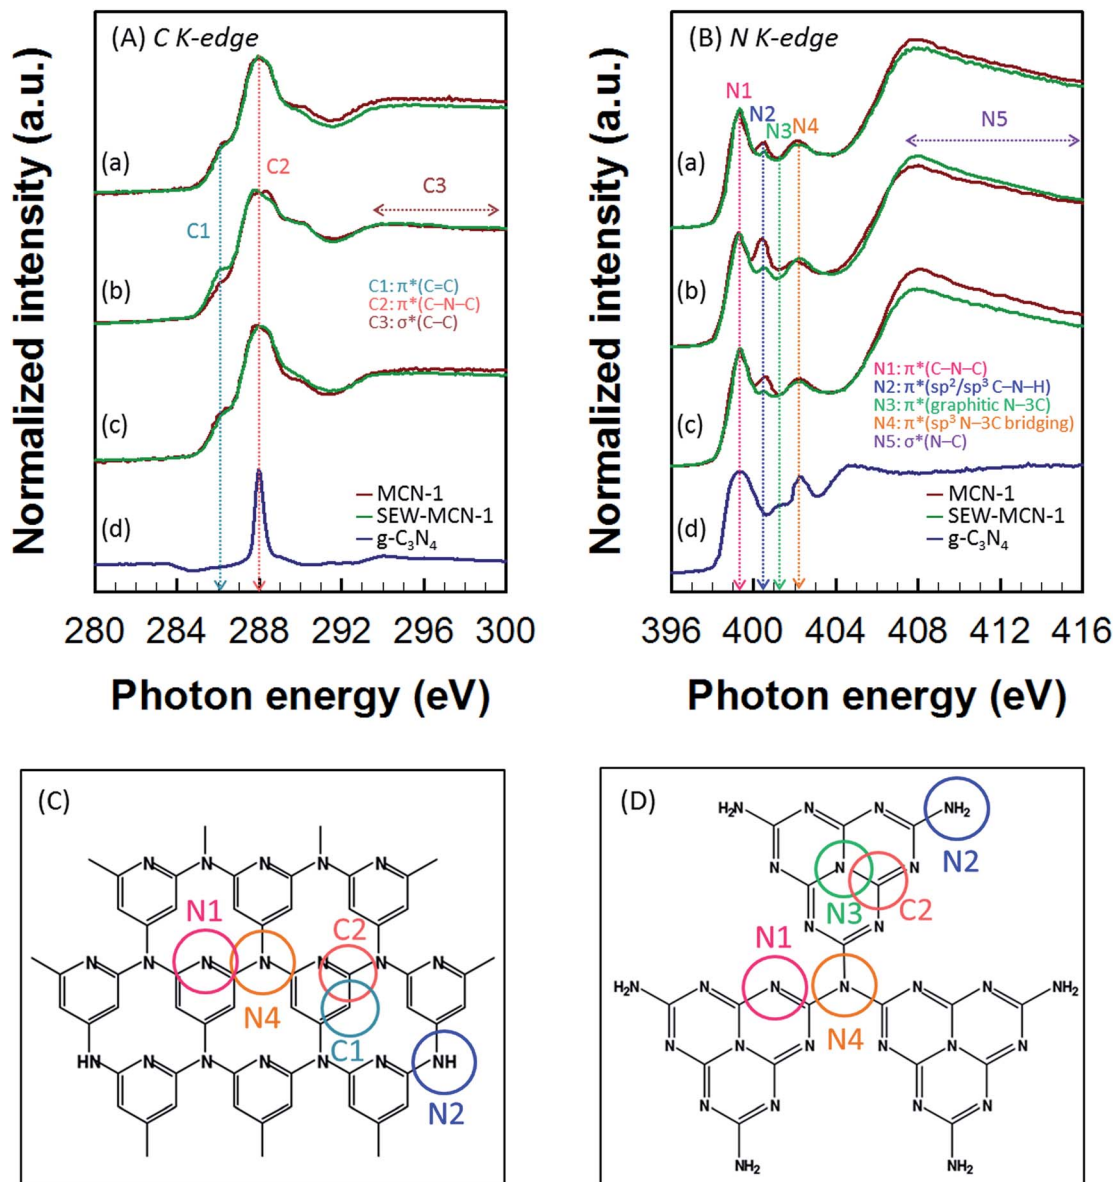 (A) C K-edge
(a)
C2
C3
C1
(b)
C1: π*(C=C)
C2: π*(C–N–C)
C3: σ*(C–C)
(c)
MCN-1
SEW-MCN-1
g-C₃N₄
(d)
280 284 288 292 296 300
Photon energy (eV)
Normalized intensity (a.u.)
(B) N K-edge
N1
N2
N3
N4
N5
(a)
(b)
N1: π*(C–N–C)
N2: π*(sp²/sp³ C–N–H)
N3: π*(graphitic N–3C)
N4: π*(sp³ N–3C bridging)
N5: σ*(N–C)
(c)
MCN-1
SEW-MCN-1
g-C₃N₄
(d)
396 400 404 408 412 416
Photon energy (eV)
Normalized intensity (a.u.)
(C)
N N N N N
N1
C2
N N N N N N
N4
C1
HN N N N N NH
N2
(D)
H₂N N N NH₂
N2
N N N
N3
C2
N N
N1
H₂N N N N N N NH₂
N4
N N N N N N
N N N N
NH₂ NH₂